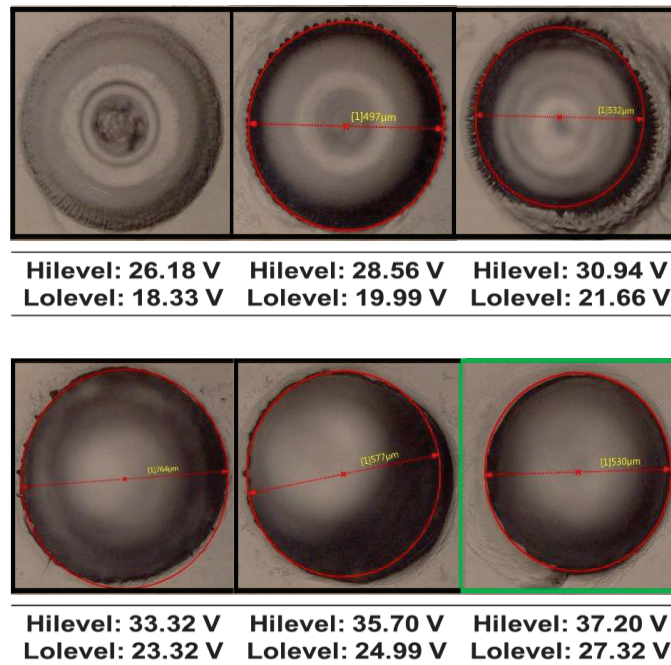 [1]497µm
[1]532µm
Hilevel: 26.18 V
Lolevel: 18.33 V
Hilevel: 28.56 V
Lolevel: 19.99 V
Hilevel: 30.94 V
Lolevel: 21.66 V
[1]764µm
[1]577µm
[1]530µm
Hilevel: 33.32 V
Lolevel: 23.32 V
Hilevel: 35.70 V
Lolevel: 24.99 V
Hilevel: 37.20 V
Lolevel: 27.32 V